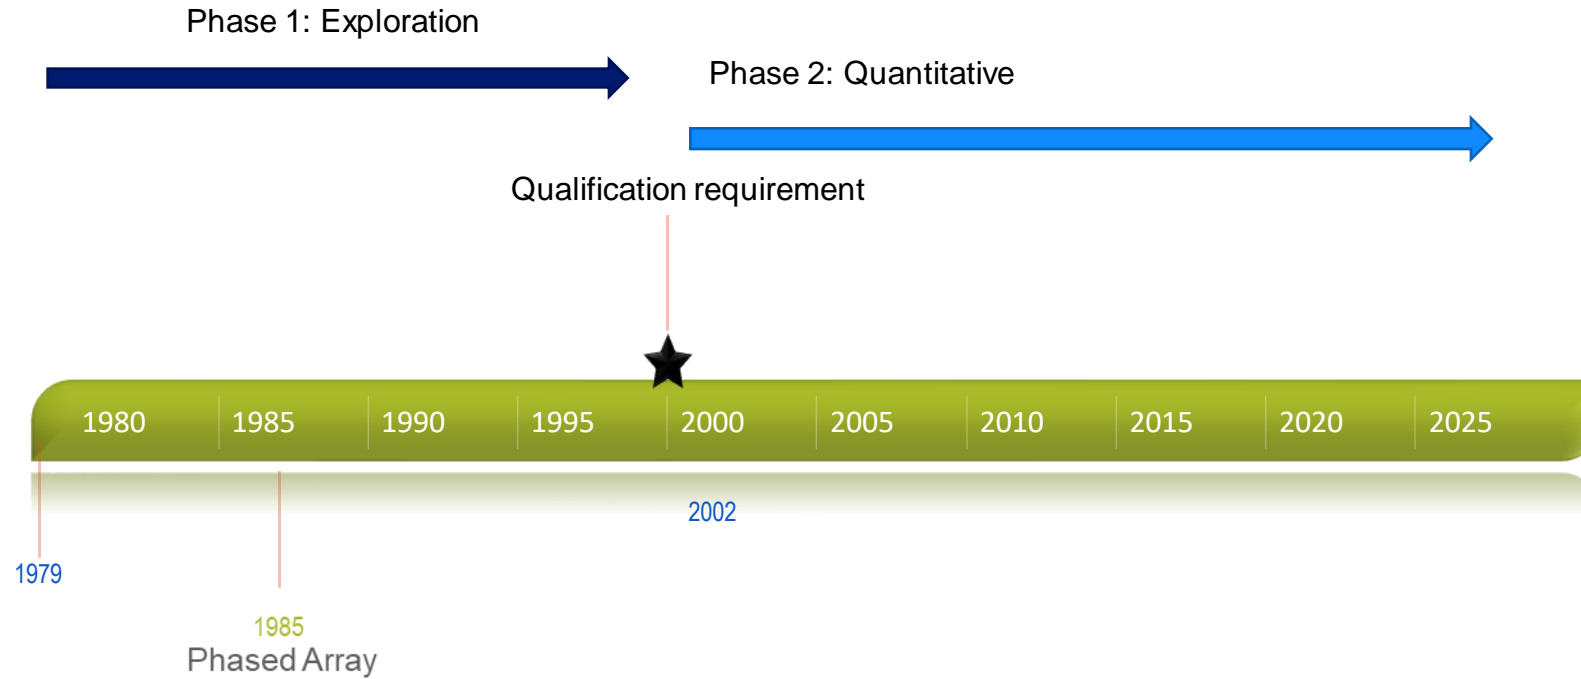 Phase 1: Exploration
Phase 2: Quantitative
Qualification requirement
1980 1985 1990 1995 2000 2005 2010 2015 2020 2025
2002
1979
1985
Phased Array